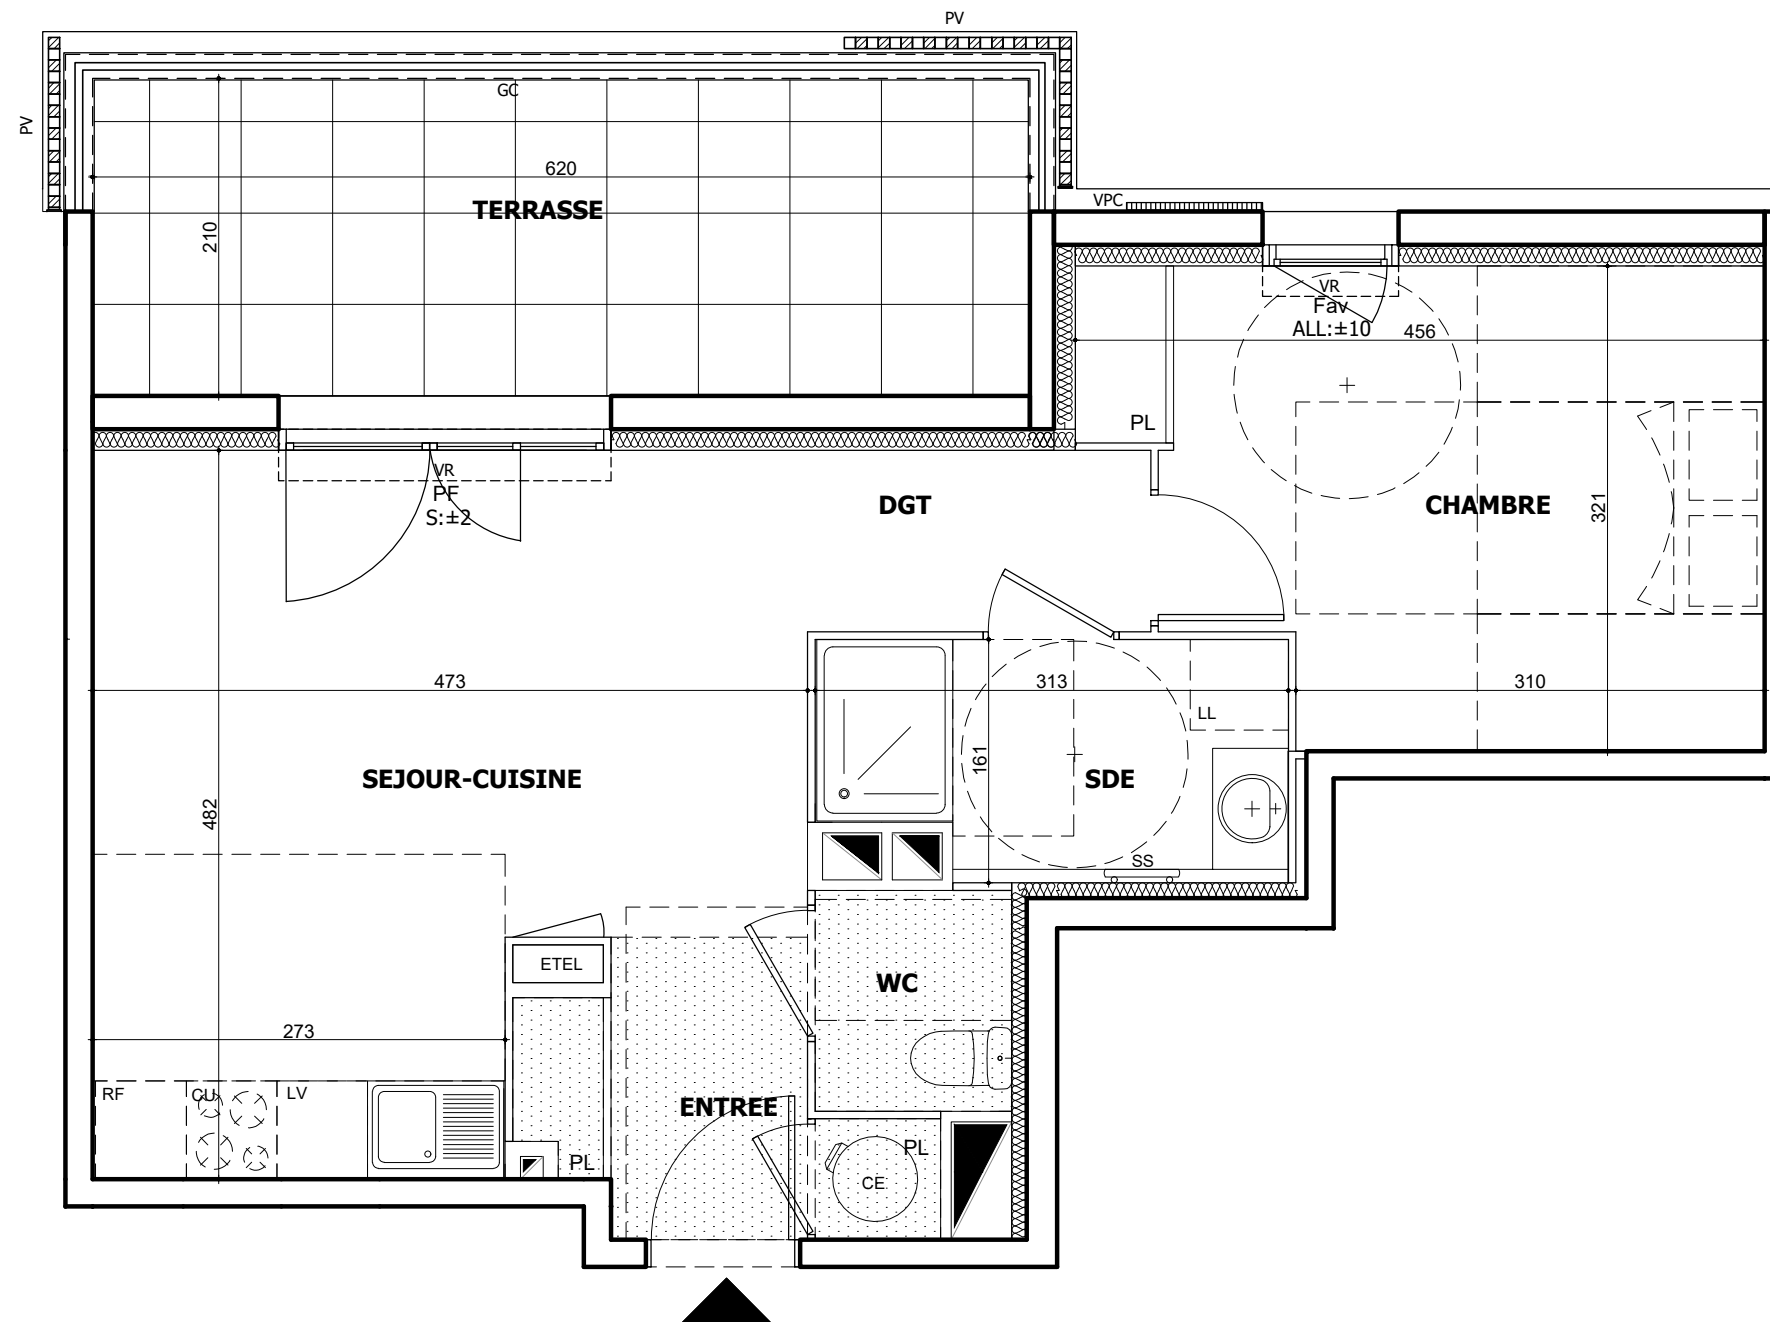 PV
PV
GC
620
TERRASSE
210
VPC
VR
Fav
ALL:±10
456
PL
VR
PF
S:±2
DGT
CHAMBRE
321
473
313
310
LL
161
SEJOUR-CUISINE
SDE
482
SS
ETEL
WC
273
RF
CU
LV
ENTREE
PL
PL
CE